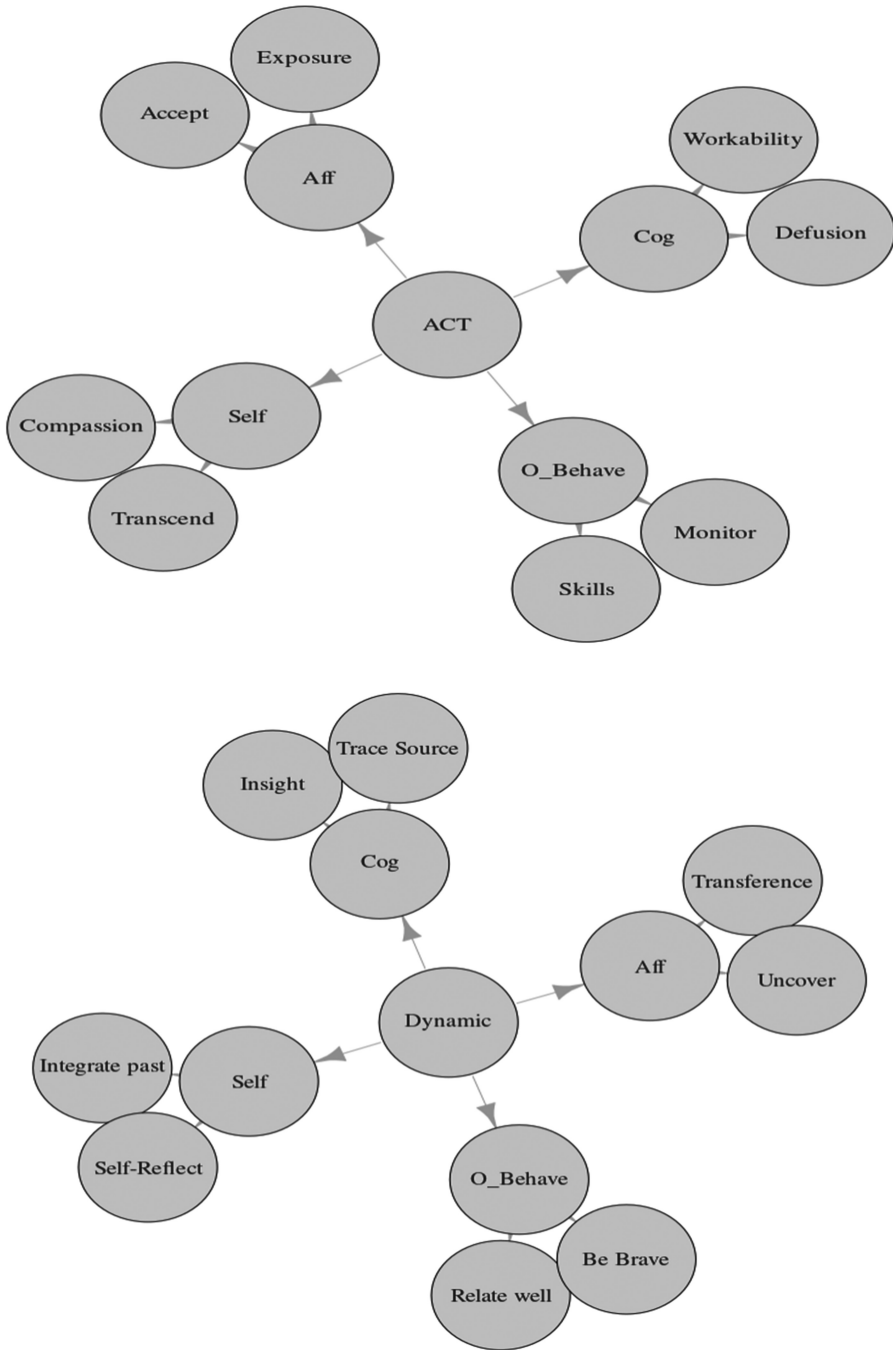 Exposure
Accept
Aff
Workability
Cog
Defusion
ACT
Self
Compassion
Transcend
O_Behave
Monitor
Skills
Trace Source
Insight
Cog
Transference
Aff
Uncover
Dynamic
Integrate past
Self
Self-Reflect
O_Behave
Be Brave
Relate well